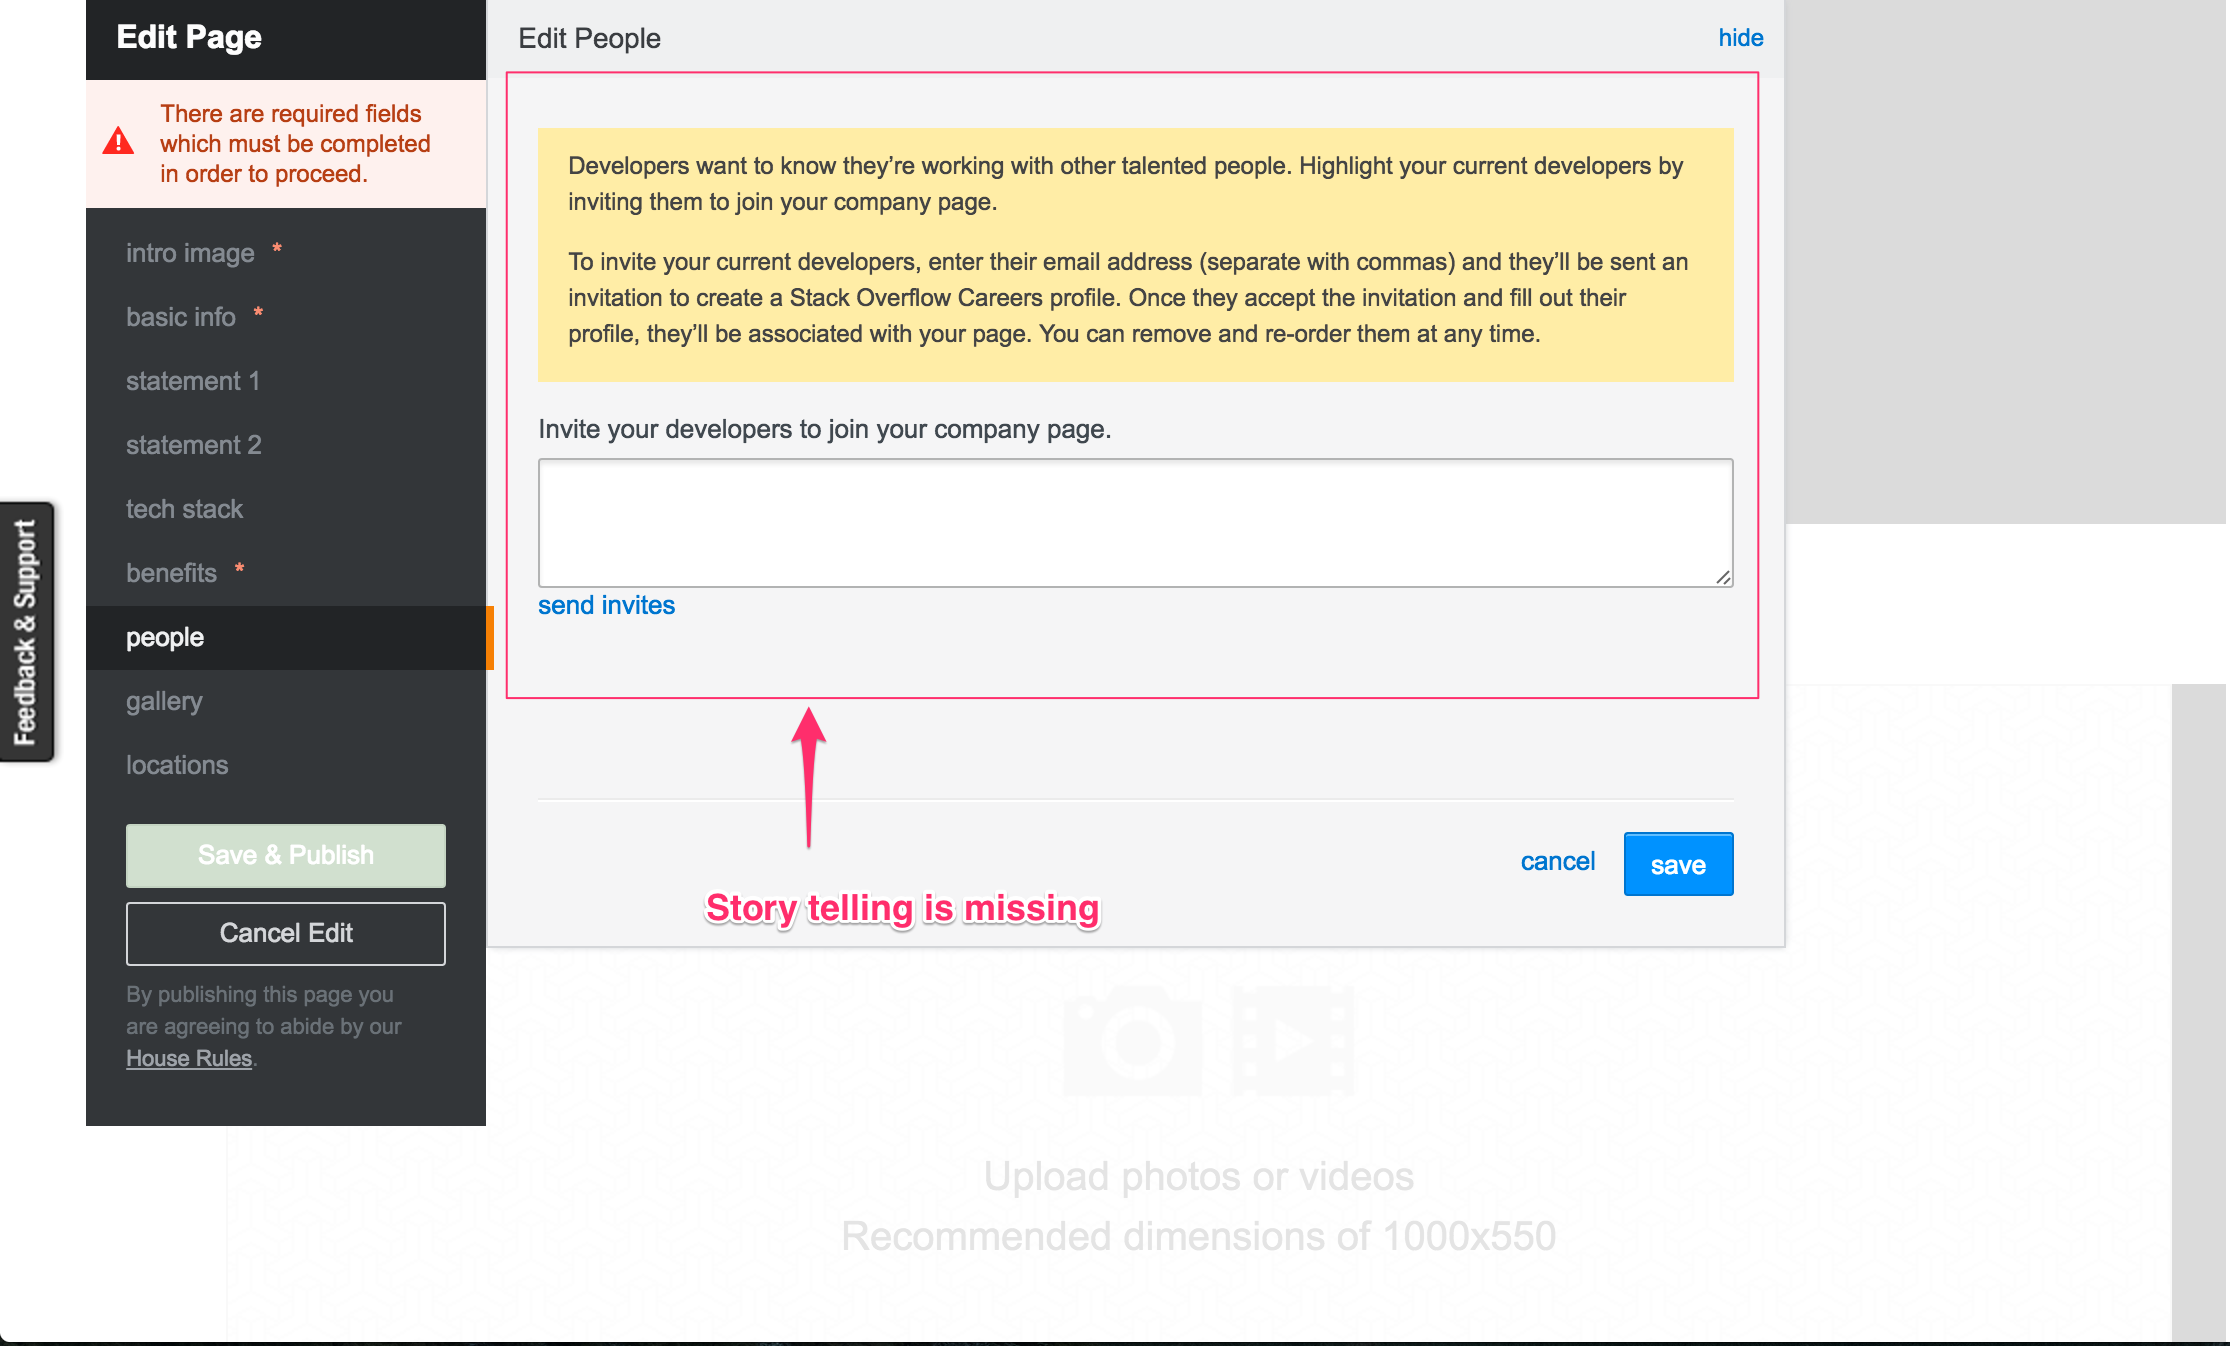 Edit Page
There are required fields
which must be completed
in order to proceed.
intro image *
basic info *
statement 1
statement 2
tech stack
benefits *
people
gallery
locations
Save & Publish
Cancel Edit
By publishing this page you
are agreeing to abide by our
House Rules.
Feedback & Support
Edit People
hide
Developers want to know they’re working with other talented people. Highlight your current developers by
inviting them to join your company page.
To invite your current developers, enter their email address (separate with commas) and they’ll be sent an
invitation to create a Stack Overflow Careers profile. Once they accept the invitation and fill out their
profile, they’ll be associated with your page. You can remove and re-order them at any time.
Invite your developers to join your company page.
send invites
cancel
save
Story telling is missing
Upload photos or videos
Recommended dimensions of 1000x550